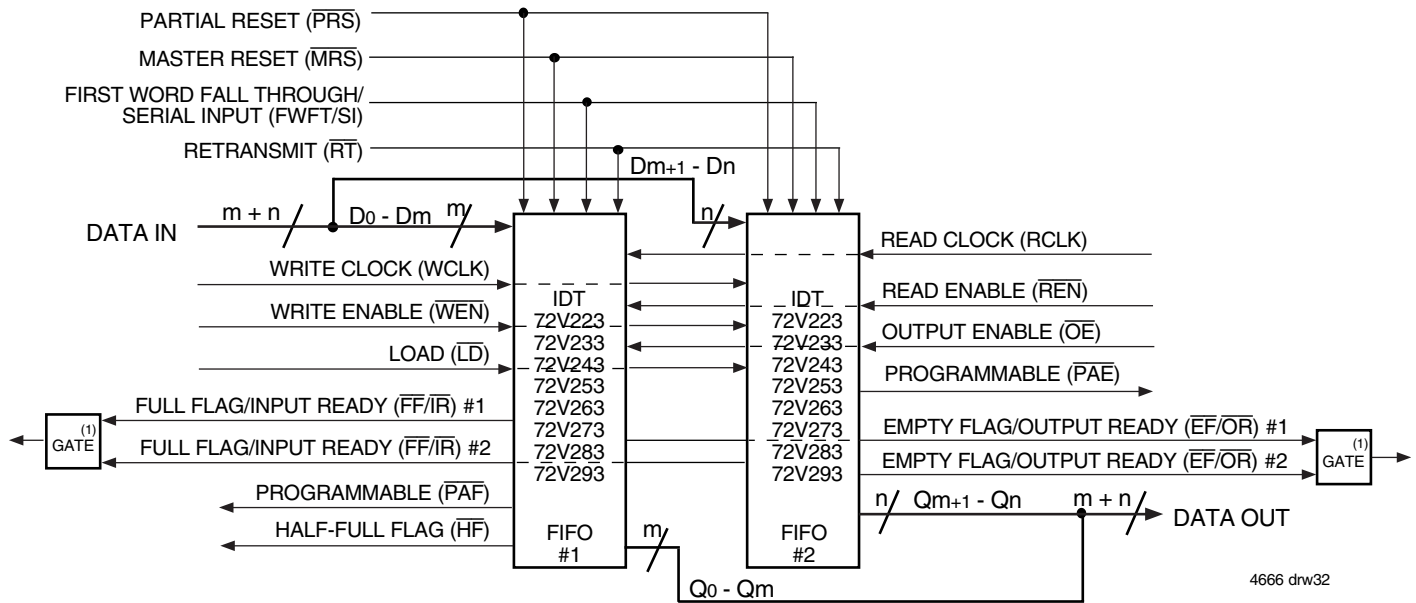 PARTIAL RESET (PRS)
MASTER RESET (MRS)
FIRST WORD FALL THROUGH/
SERIAL INPUT (FWFT/SI)
RETRANSMIT (RT)
Dm+1 - Dn
DATA IN
m + n
D0 - Dm
m
n
READ CLOCK (RCLK)
WRITE CLOCK (WCLK)
READ ENABLE (REN)
WRITE ENABLE (WEN)
OUTPUT ENABLE (OE)
LOAD (LD)
PROGRAMMABLE (PAE)
IDT
72V223
72V233
72V243
72V253
72V263
72V273
72V283
72V293
FIFO
#1
IDT
72V223
72V233
72V243
72V253
72V263
72V273
72V283
72V293
FIFO
#2
FULL FLAG/INPUT READY (FF/IR) #1
FULL FLAG/INPUT READY (FF/IR) #2
(1)
GATE
EMPTY FLAG/OUTPUT READY (EF/OR) #1
EMPTY FLAG/OUTPUT READY (EF/OR) #2
(1)
GATE
PROGRAMMABLE (PAF)
HALF-FULL FLAG (HF)
n
Qm+1 - Qn
m + n
DATA OUT
m
Q0 - Qm
4666 drw32